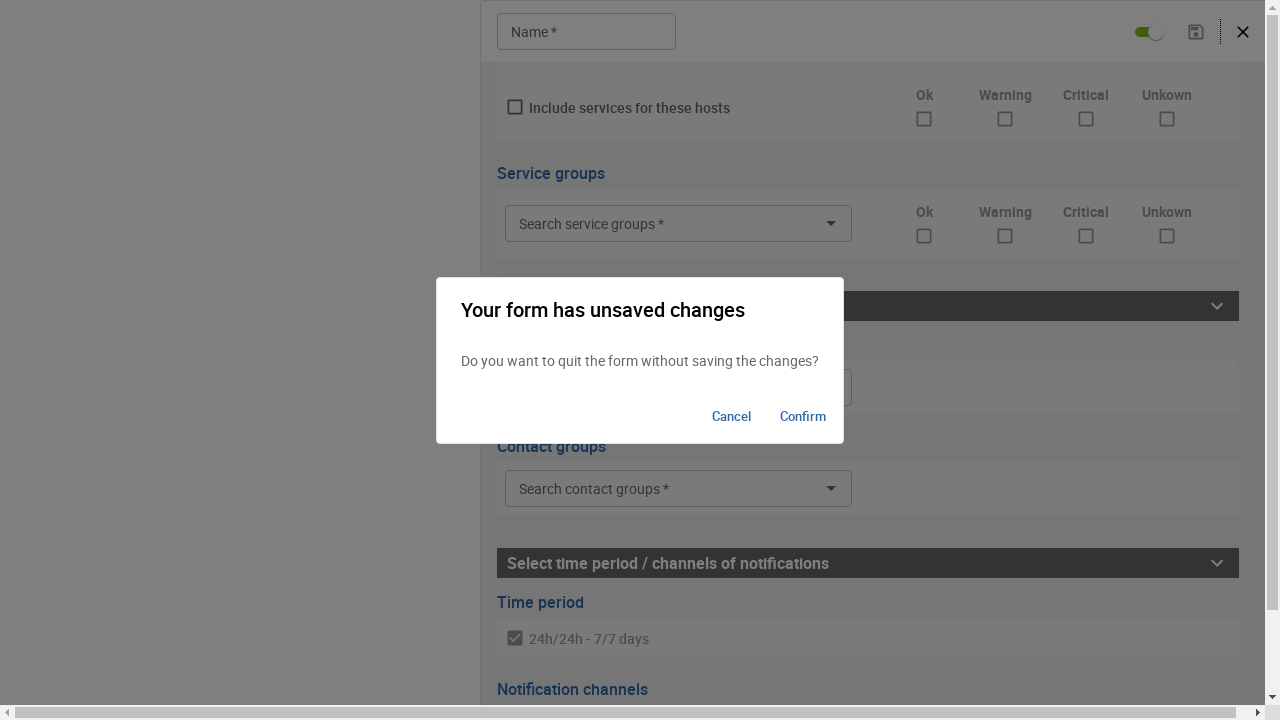 Name *
Include services for these hosts
Ok Warning Critical Unkown
Service groups
Search service groups *
Ok Warning Critical Unkown
Your form has unsaved changes
Do you want to quit the form without saving the changes?
Cancel Confirm
Contact groups
Search contact groups *
Select time period / channels of notifications
Time period
24h/24h - 7/7 days
Notification channels